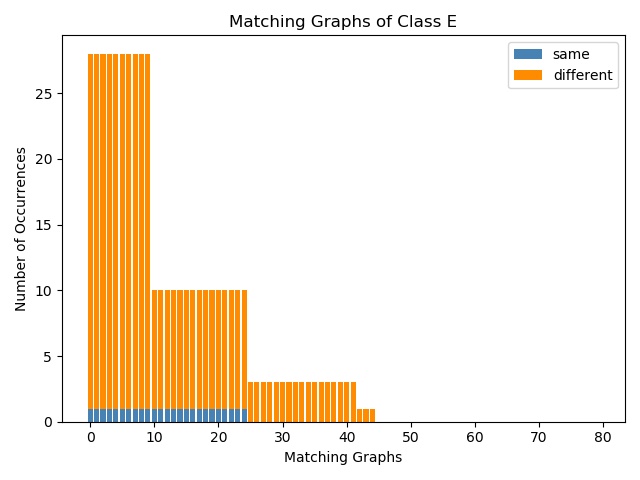 Matching Graphs of Class E
same
different
Number of Occurrences
25
20
15
10
5
0
0 10 20 30 40 50 60 70 80
Matching Graphs